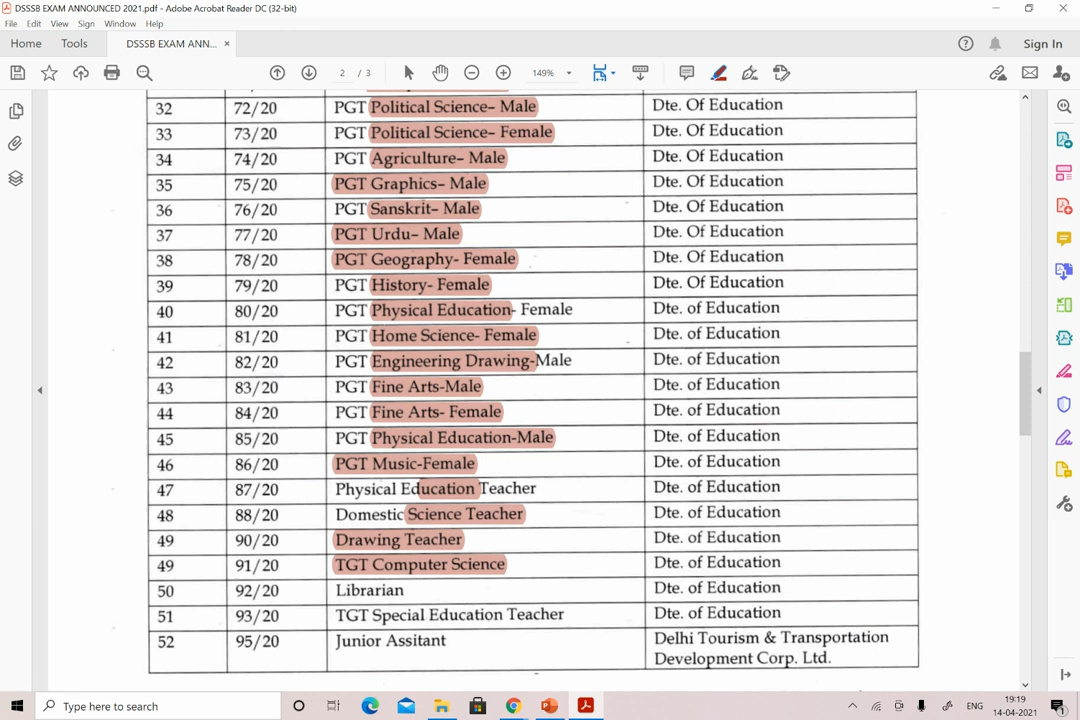 DSSSB EXAM ANNOUNCED 2021.pdf - Adobe Acrobat Reader DC (32-bit)
File Edit View Sign Window Help
Home Tools DSSSB EXAM ANN... × Sign In
2 / 3 149%
32 72/20 PGT Political Science– Male Dte. Of Education
33 73/20 PGT Political Science– Female Dte. Of Education
34 74/20 PGT Agriculture– Male Dte. Of Education
35 75/20 PGT Graphics– Male Dte. Of Education
36 76/20 PGT Sanskrit– Male Dte. Of Education
37 77/20 PGT Urdu– Male Dte. Of Education
38 78/20 PGT Geography- Female Dte. Of Education
39 79/20 PGT History- Female Dte. Of Education
40 80/20 PGT Physical Education- Female Dte. of Education
41 81/20 PGT Home Science- Female Dte. of Education
42 82/20 PGT Engineering Drawing-Male Dte. of Education
43 83/20 PGT Fine Arts-Male Dte. of Education
44 84/20 PGT Fine Arts- Female Dte. of Education
45 85/20 PGT Physical Education-Male Dte. of Education
46 86/20 PGT Music-Female Dte. of Education
47 87/20 Physical Education Teacher Dte. of Education
48 88/20 Domestic Science Teacher Dte. of Education
49 90/20 Drawing Teacher Dte. of Education
49 91/20 TGT Computer Science Dte. of Education
50 92/20 Librarian Dte. of Education
51 93/20 TGT Special Education Teacher Dte. of Education
52 95/20 Junior Assitant Delhi Tourism & Transportation
Development Corp. Ltd.
Type here to search
ENG
19:19
14-04-2021
1